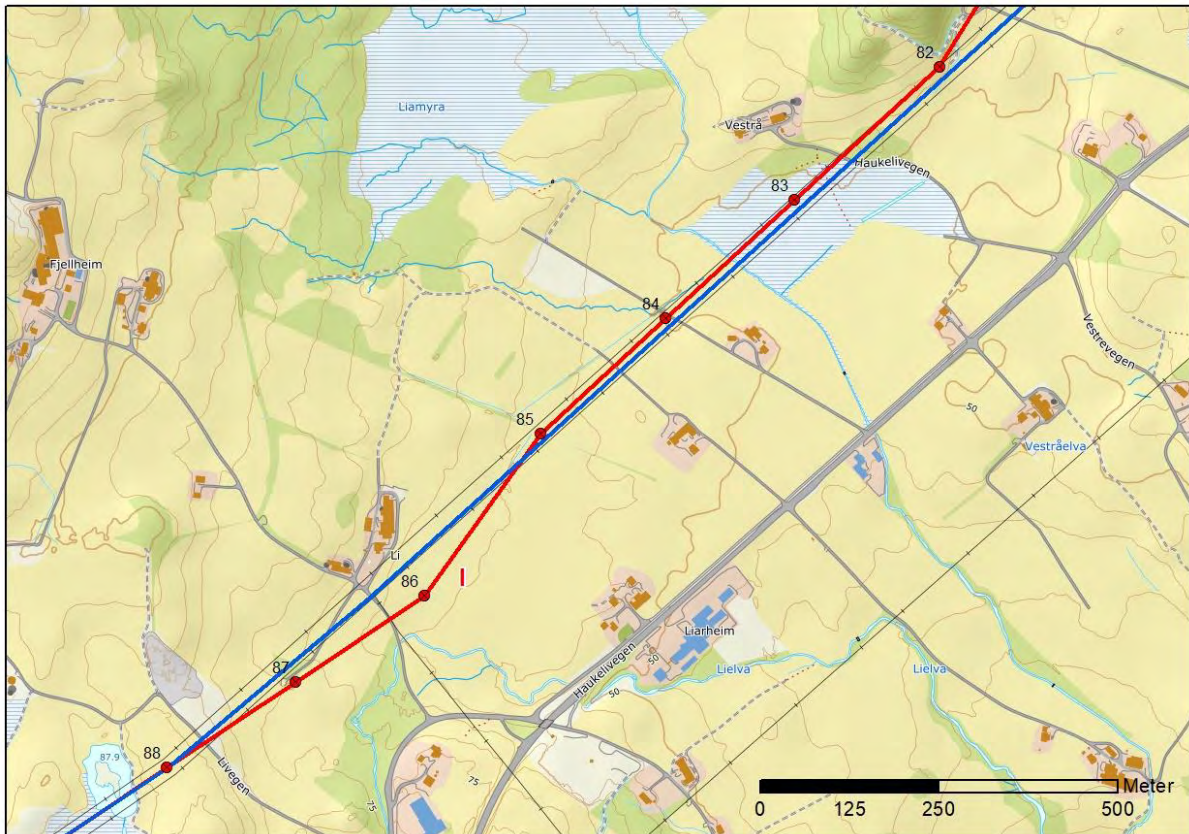 82
Liamyra
Vestrå
Haukelivegen
83
Fjellheim
84
Vestrevegen
50
85
Vestråelva
Li
86
I
Liarheim
Haukelivegen
50
Lielva
Lielva
87
50
88
87.9
Livegen
75
75
Meter
0 125 250 500